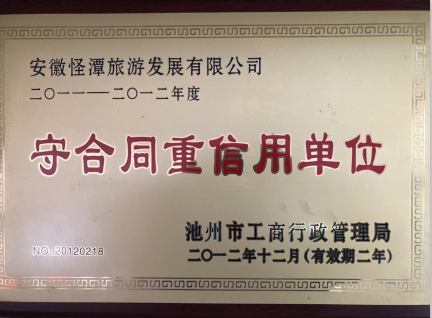 安徽怪潭旅游发展有限公司
二〇一一——二〇一二年度
守合同重信用单位
池州市工商行政管理局
NO:20120218
二〇一二年十二月(有效期二年)